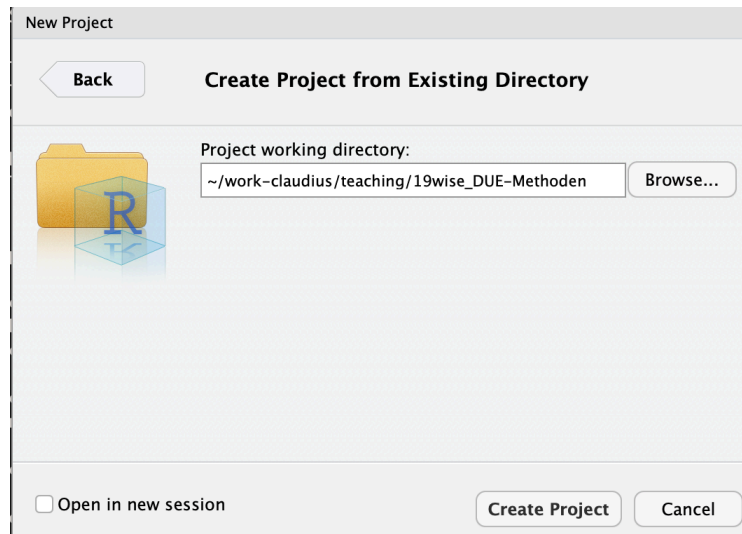 New Project
Back
Create Project from Existing Directory
Project working directory:
~/work-claudius/teaching/19wise_DUE-Methoden
Browse...
R
Open in new session
Create Project
Cancel